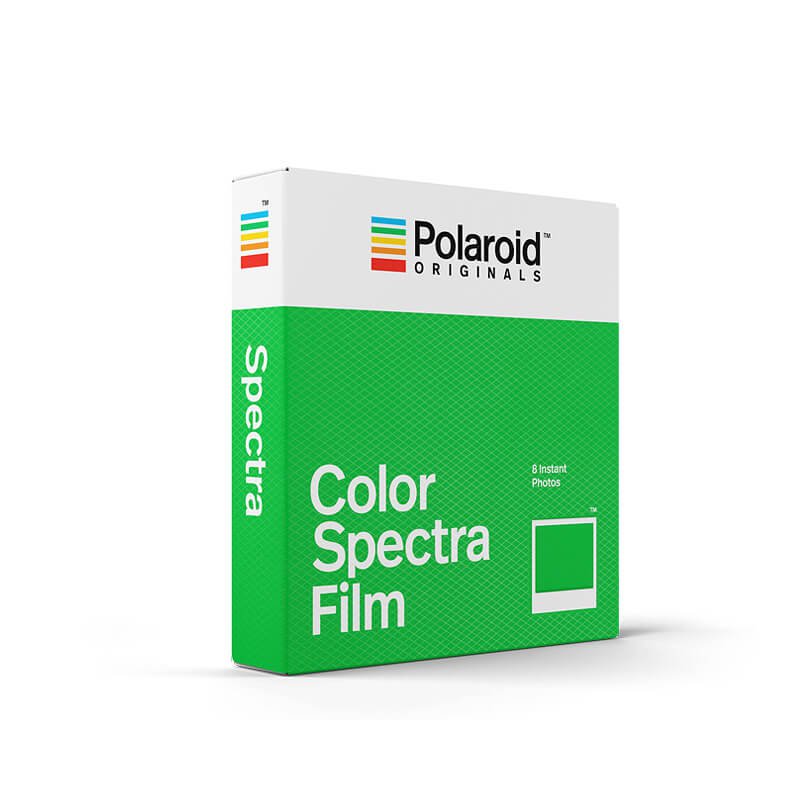 ™
Spectra
Polaroid™
ORIGINALS
8 Instant
Photos
™
Color
Spectra
Film